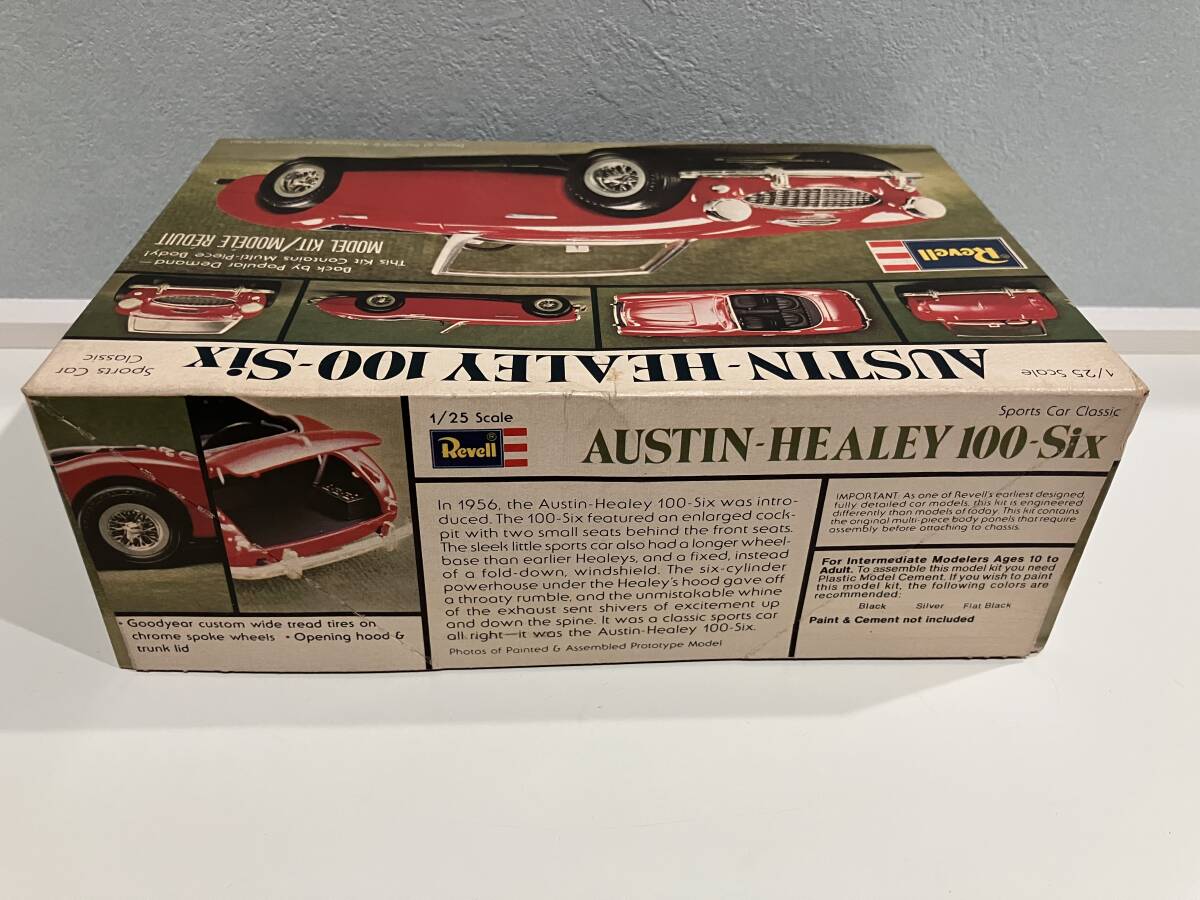 MODEL KIT/MODELE REDUIT
Back by Popular Demand—
This Kit Contains Multi-Piece Body!
Revell
1/25 Scale
AUSTIN-HEALEY 100-Six
Sports Car
Classic
1/25 Scale
Revell®
Sports Car Classic
AUSTIN-HEALEY 100-Six
In 1956, the Austin-Healey 100-Six was intro-
duced. The 100-Six featured an enlarged cock-
pit with two small seats behind the front seats.
The sleek little sports car also had a longer wheel-
base than earlier Healeys, and a fixed, instead
of a fold-down, windshield. The six-cylinder
powerhouse under the Healey's hood gave off
a throaty rumble, and the unmistakable whine
of the exhaust sent shivers of excitement up
and down the spine. It was a classic sports car
all right—it was the Austin-Healey 100-Six.
Photos of Painted & Assembled Prototype Model
IMPORTANT: As one of Revell's earliest designed,
fully detailed car models, this kit is engineered
differently than models of today. This kit contains
the original multi-piece body panels that require
assembly before attaching to chassis.
For Intermediate Modelers Ages 10 to
Adult. To assemble this model kit you need
Plastic Model Cement. If you wish to paint
this model kit, the following colors are
recommended:
Black Silver Flat Black
Paint & Cement not included
• Goodyear custom wide tread tires on
chrome spoke wheels • Opening hood &
trunk lid